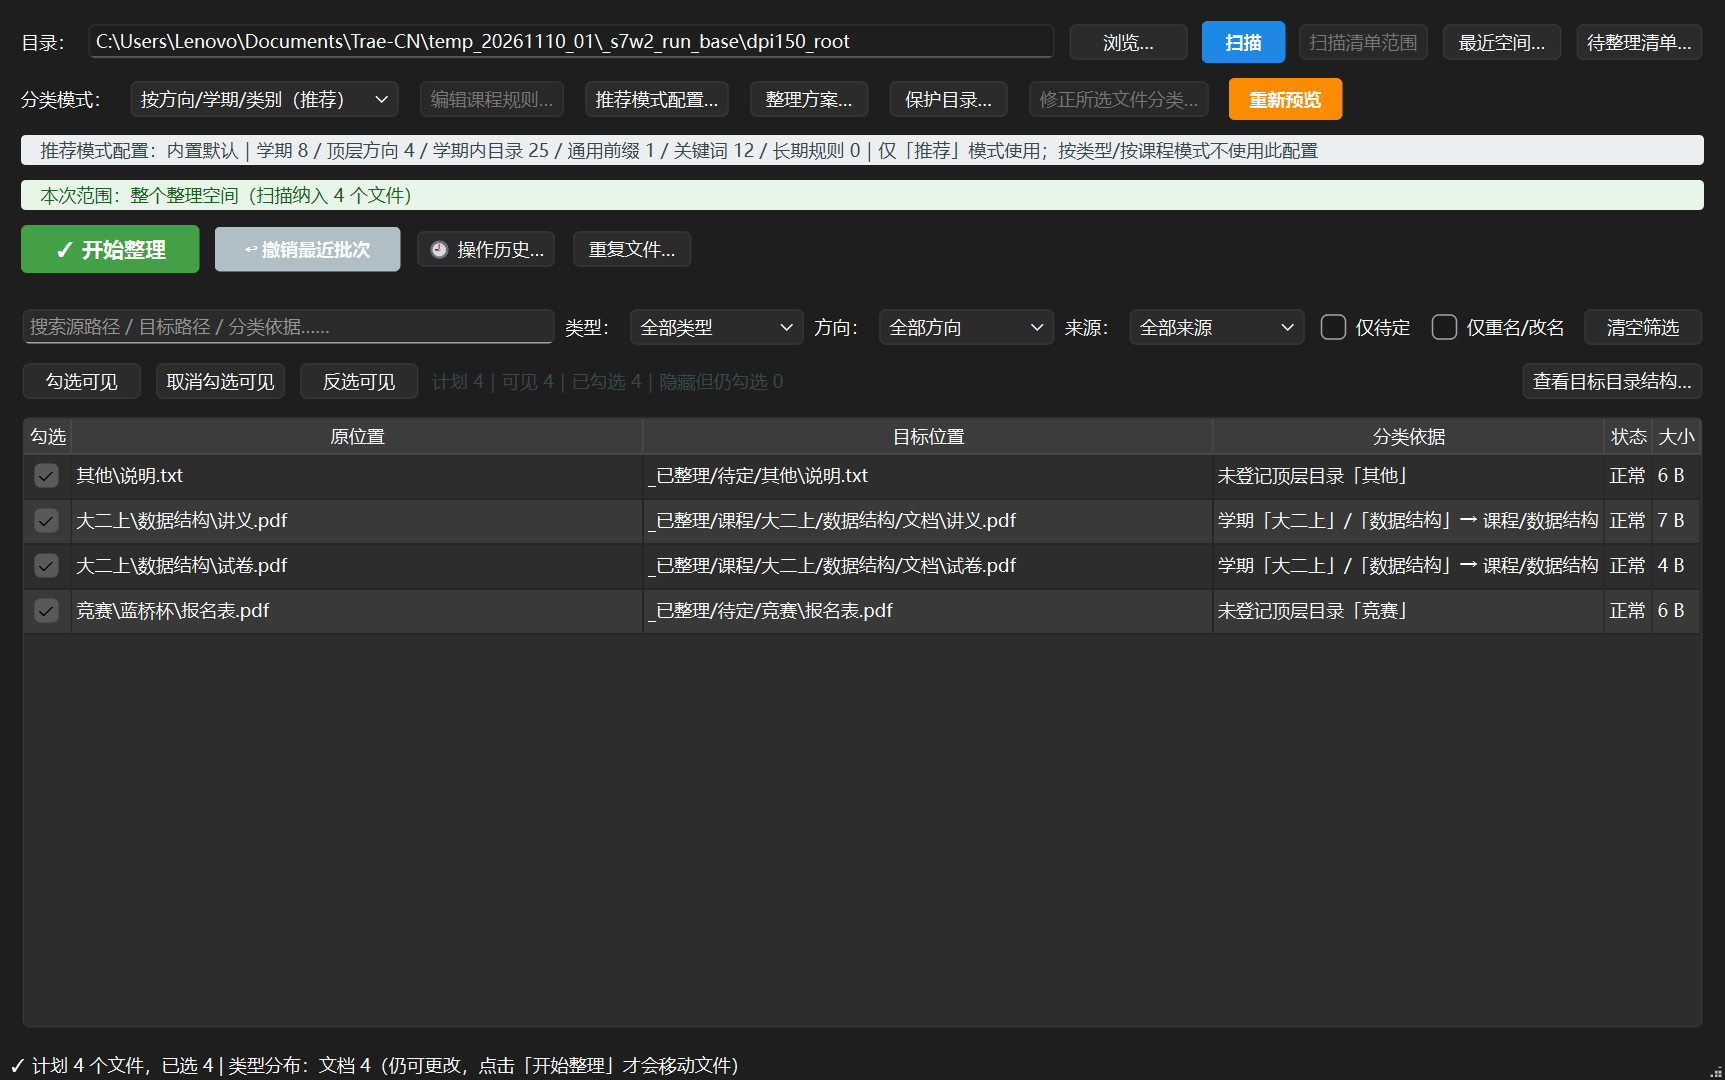 目录： C:\Users\Lenovo\Documents\Trae-CN\temp_20261110_01\_s7w2_run_base\dpi150_root 浏览... 扫描 扫描清单范围 最近空间... 待整理清单...
分类模式： 按方向/学期/类别（推荐） 编辑课程规则... 推荐模式配置... 整理方案... 保护目录... 修正所选文件分类... 重新预览
推荐模式配置：内置默认 | 学期 8 / 顶层方向 4 / 学期内目录 25 / 通用前缀 1 / 关键词 12 / 长期规则 0 | 仅「推荐」模式使用；按类型/按课程模式不使用此配置
本次范围：整个整理空间（扫描纳入 4 个文件）
✓ 开始整理 ↩ 撤销最近批次 🕘 操作历史... 重复文件...
搜索源路径 / 目标路径 / 分类依据...... 类型： 全部类型 方向： 全部方向 来源： 全部来源 仅待定 仅重名/改名 清空筛选
勾选可见 取消勾选可见 反选可见 计划 4 | 可见 4 | 已勾选 4 | 隐藏但仍勾选 0 查看目标目录结构...
勾选 原位置 目标位置 分类依据 状态 大小
其他\说明.txt _已整理/待定/其他\说明.txt 未登记顶层目录「其他」 正常 6 B
大二上\数据结构\讲义.pdf _已整理/课程/大二上/数据结构/文档\讲义.pdf 学期「大二上」/「数据结构」→ 课程/数据结构 正常 7 B
大二上\数据结构\试卷.pdf _已整理/课程/大二上/数据结构/文档\试卷.pdf 学期「大二上」/「数据结构」→ 课程/数据结构 正常 4 B
竞赛\蓝桥杯\报名表.pdf _已整理/待定/竞赛\报名表.pdf 未登记顶层目录「竞赛」 正常 6 B
✓ 计划 4 个文件，已选 4 | 类型分布：文档 4（仍可更改，点击「开始整理」才会移动文件）